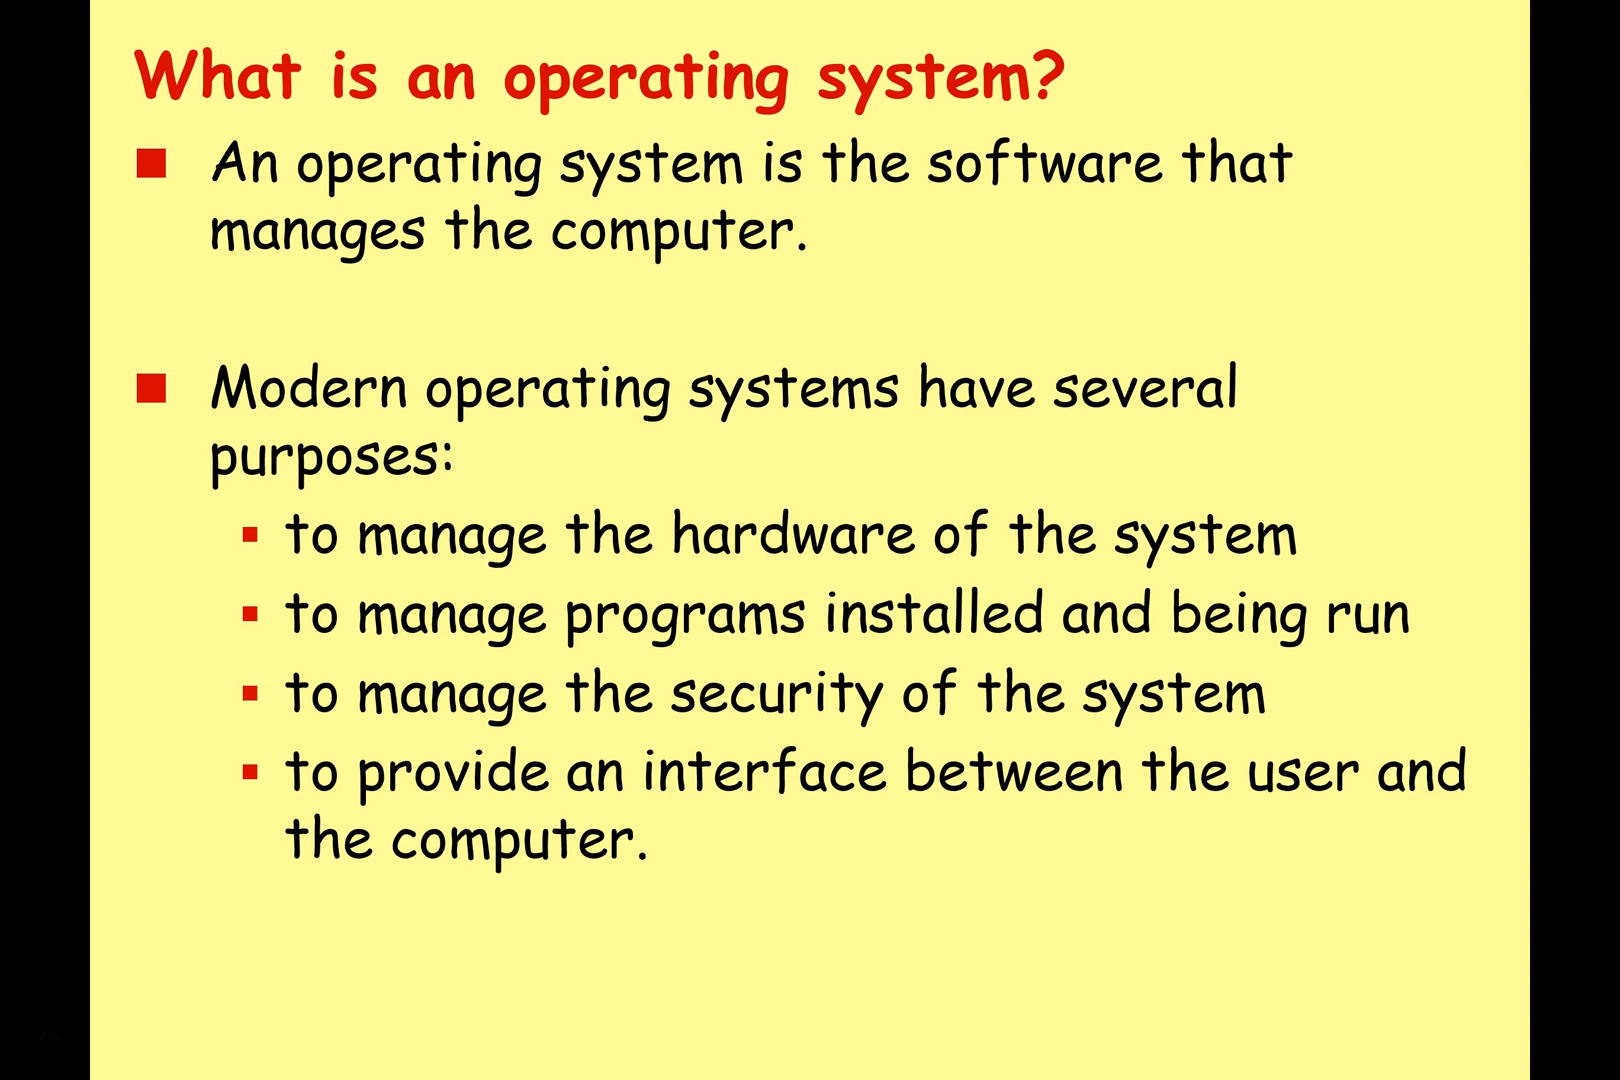 What is an operating system?
An operating system is the software that
manages the computer.
Modern operating systems have several
purposes:
to manage the hardware of the system
to manage programs installed and being run
to manage the security of the system
to provide an interface between the user and
the computer.